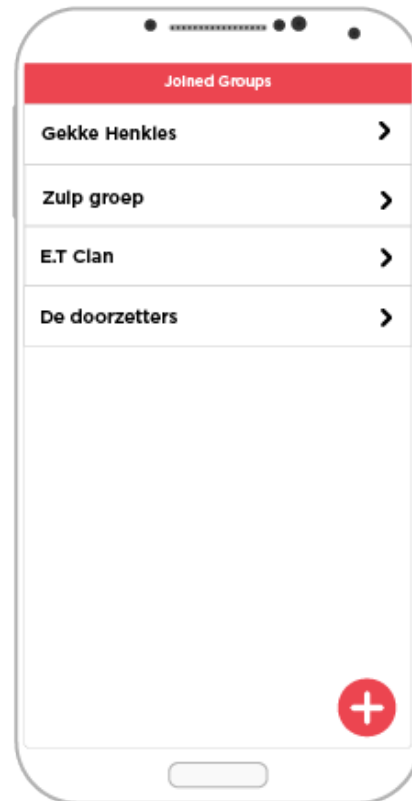 Joined Groups
Gekke Henkies
Zuip groep
E.T Clan
De doorzetters